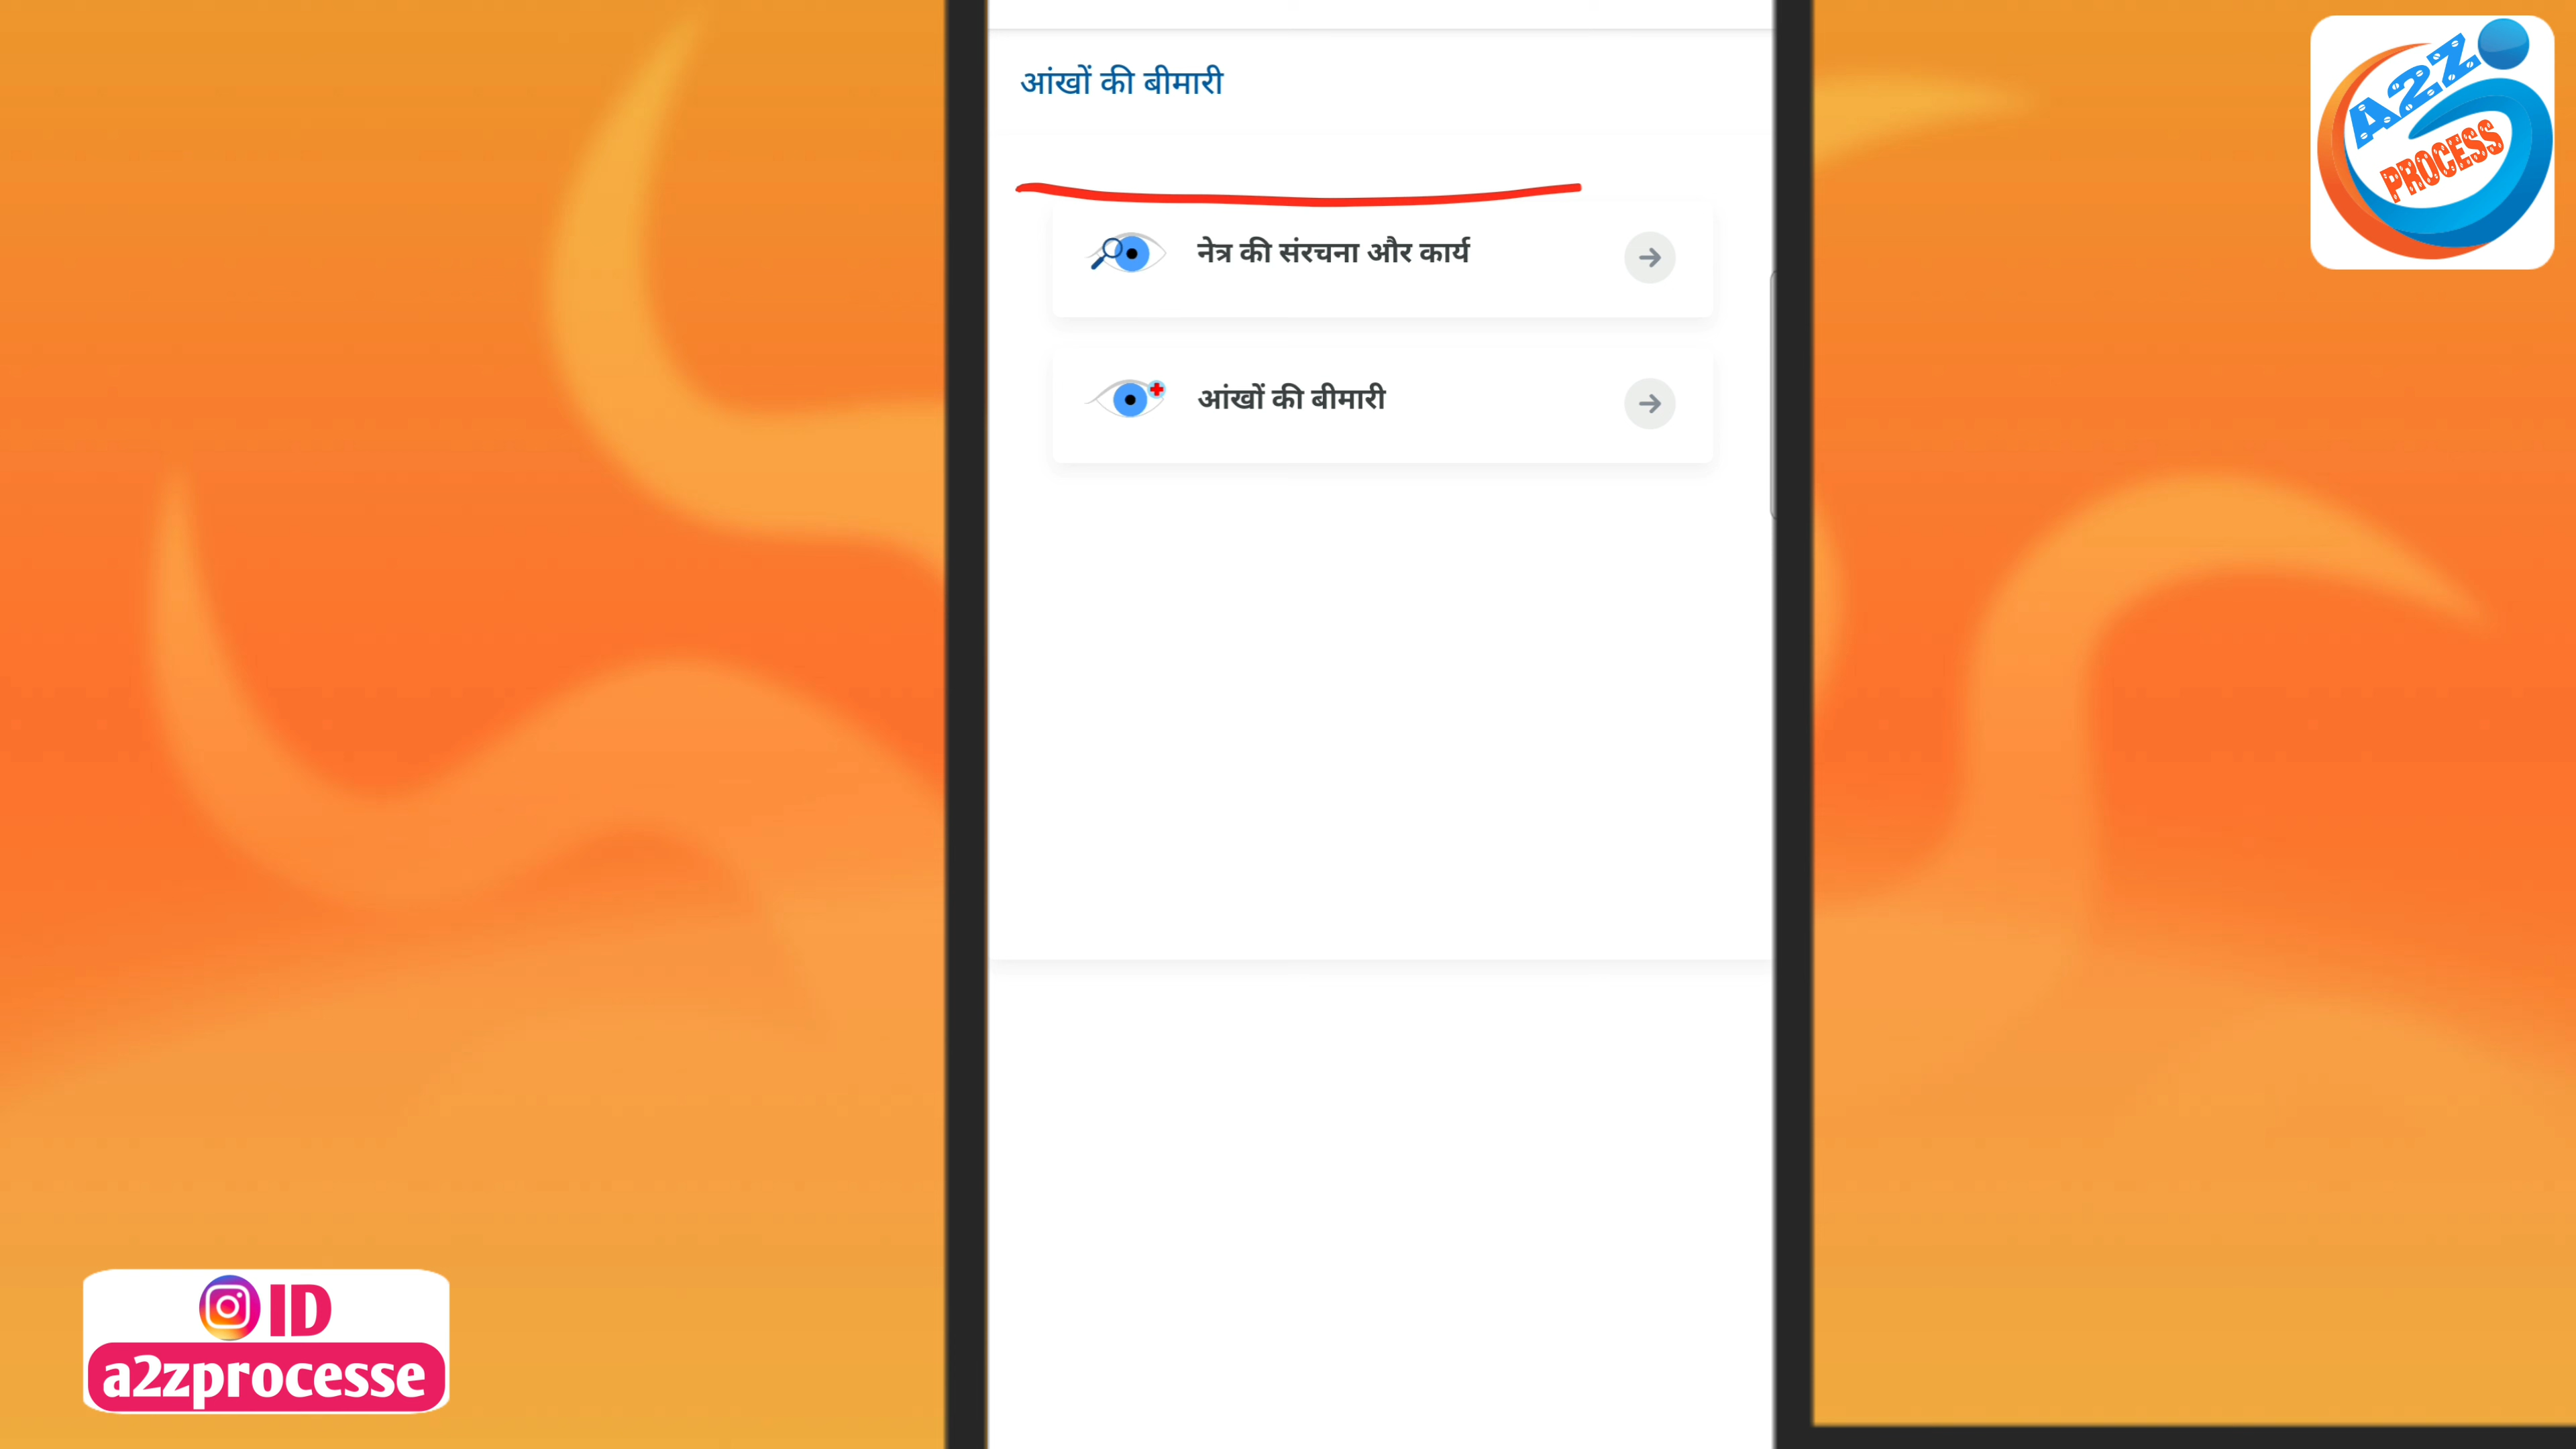 आंखों की बीमारी
A2Z
PROCESS
नेत्र की संरचना और कार्य
आंखों की बीमारी
ID
a2zprocesse